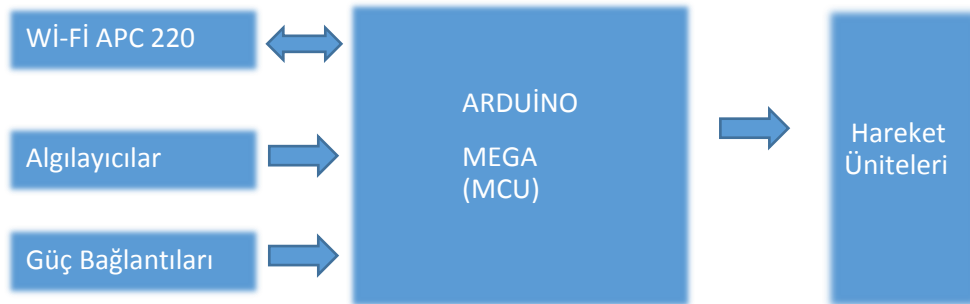 Wİ-Fİ APC 220
Algılayıcılar
Güç Bağlantıları
ARDUİNO
MEGA
(MCU)
Hareket
Üniteleri